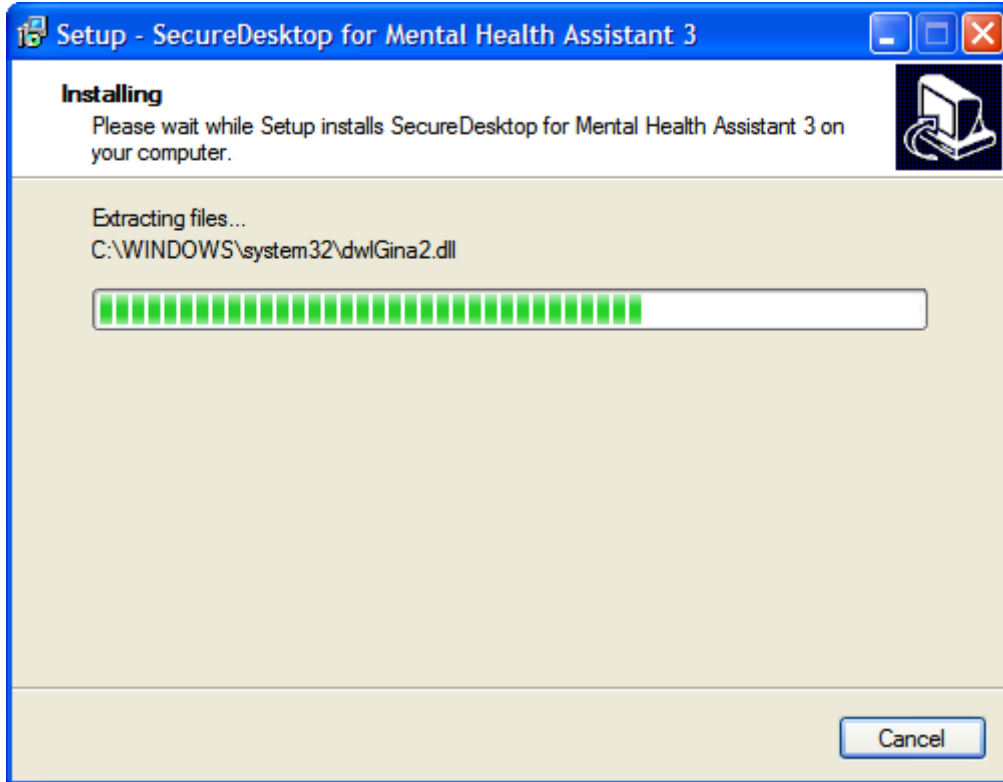 Setup - SecureDesktop for Mental Health Assistant 3
Installing
Please wait while Setup installs SecureDesktop for Mental Health Assistant 3 on
your computer.
Extracting files...
C:\WINDOWS\system32\dwlGina2.dll
Cancel